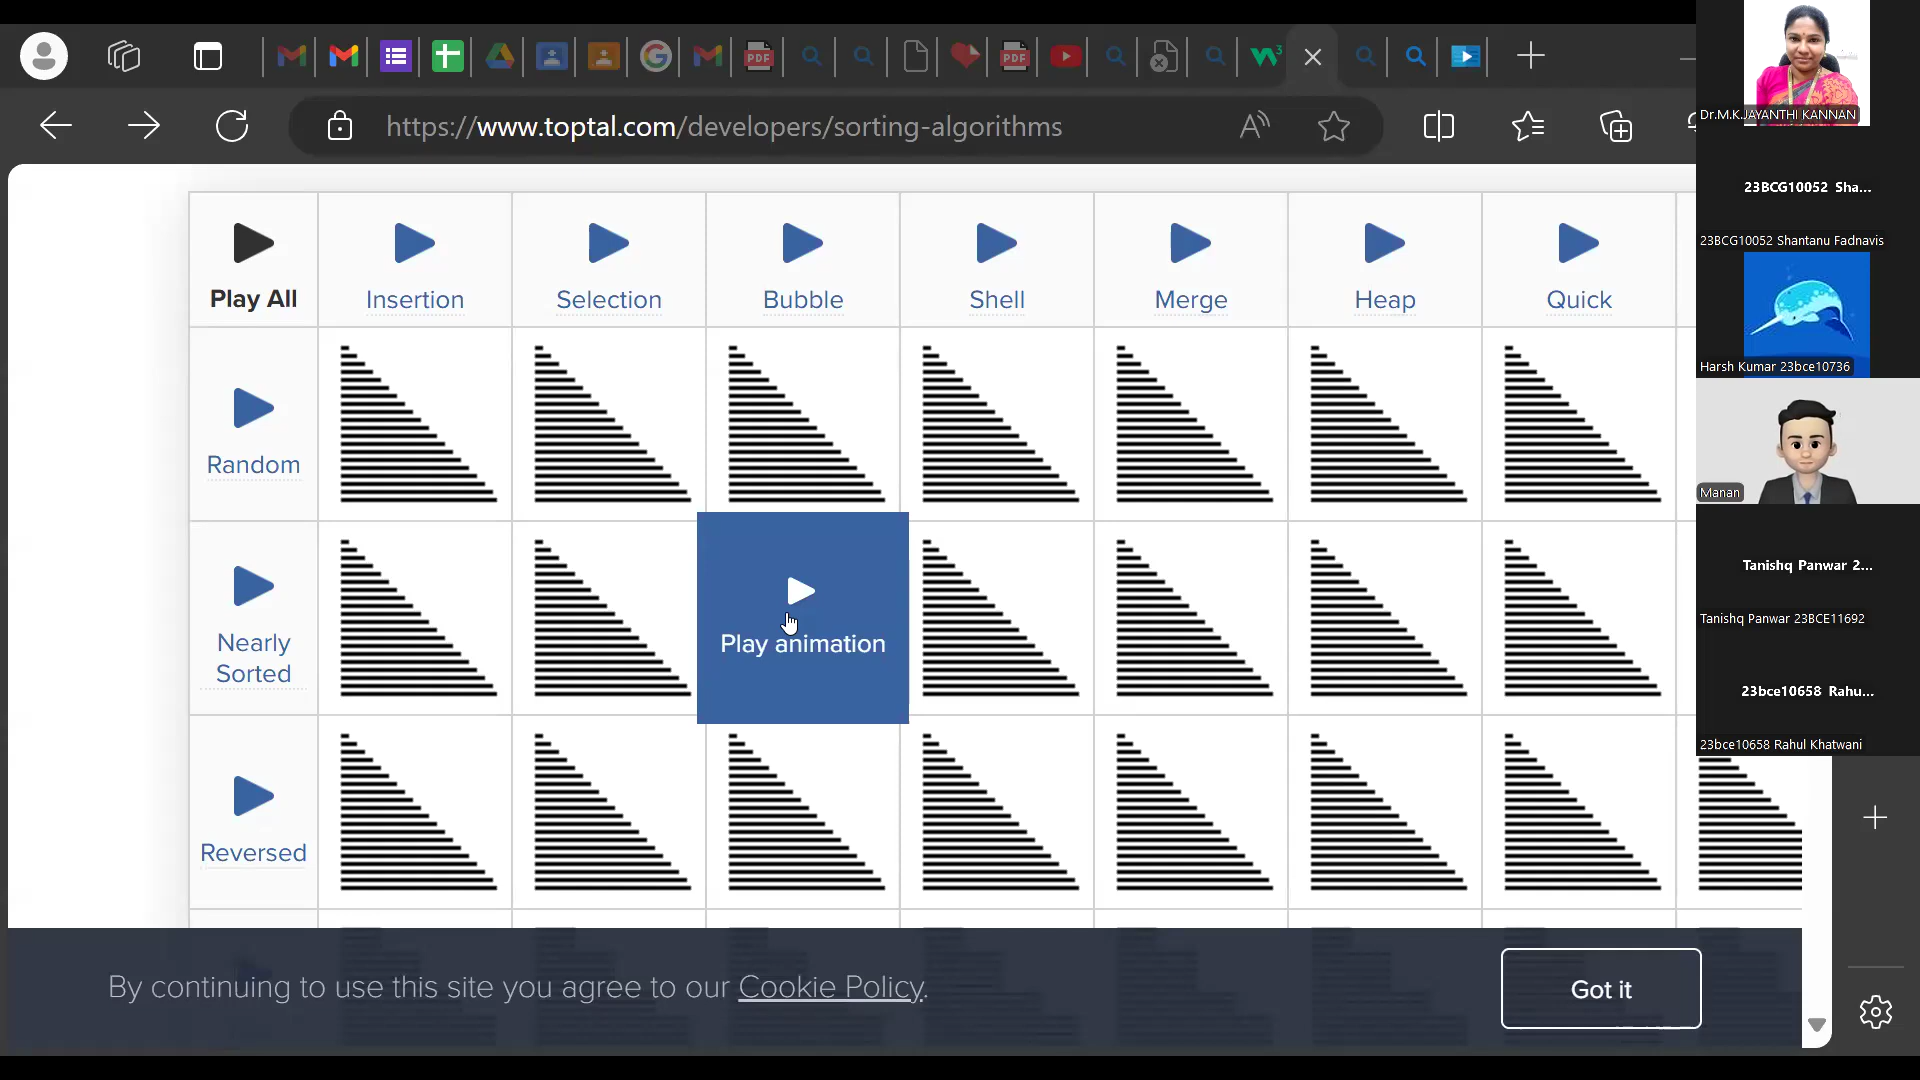 https://www.toptal.com/developers/sorting-algorithms
Play All
Insertion
Selection
Bubble
Shell
Merge
Heap
Quick
Random
Nearly
Sorted
Play animation
Reversed
By continuing to use this site you agree to our Cookie Policy.
Got it
Dr.M.K.JAYANTHI KANNAN
23BCG10052 Sha...
23BCG10052 Shantanu Fadnavis
Harsh Kumar 23bce10736
Manan
Tanishq Panwar 2...
Tanishq Panwar 23BCE11692
23bce10658 Rahu...
23bce10658 Rahul Khatwani
PDF
PDF